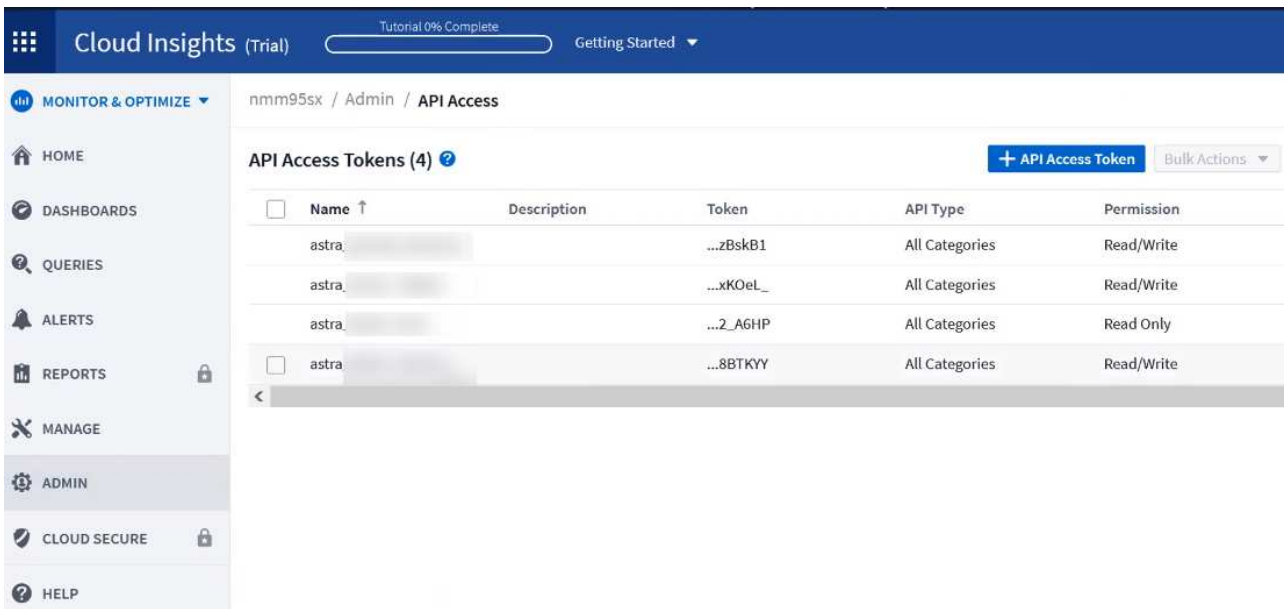 Tutorial 0% Complete
Cloud Insights (Trial)
Getting Started
MONITOR & OPTIMIZE
nmm95sx / Admin / API Access
HOME
API Access Tokens (4)
+ API Access Token
Bulk Actions
DASHBOARDS
Name ↑ Description Token API Type Permission
astra ...zBskB1 All Categories Read/Write
QUERIES
astra ...xKOeL_ All Categories Read/Write
ALERTS
astra ...2_A6HP All Categories Read Only
REPORTS
astra ...8BTKYY All Categories Read/Write
MANAGE
ADMIN
CLOUD SECURE
HELP